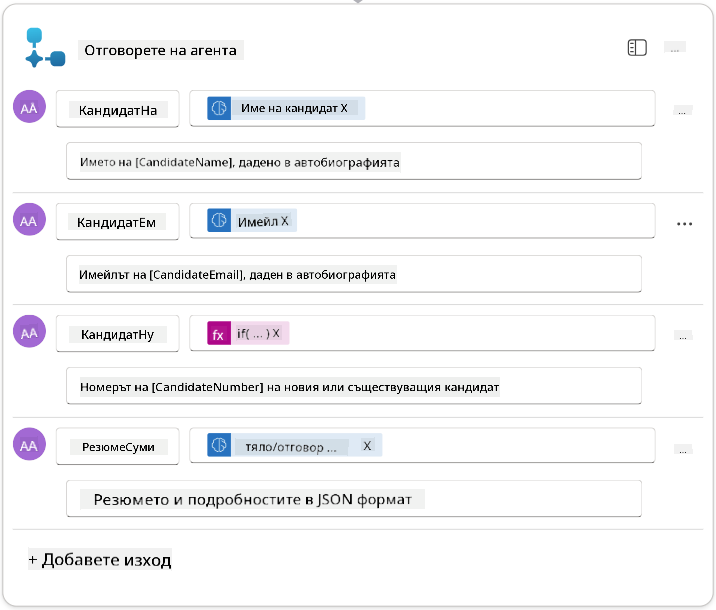 Отговорете на агента
...
AA
КандидатНа
Име на кандидат X
...
Името на [CandidateName], дадено в автобиографията
AA
КандидатЕм
Имейл X
...
Имейлът на [CandidateEmail], даден в автобиографията
AA
КандидатНу
fx if( ... ) X
...
Номерът на [CandidateNumber] на новия или съществуващия кандидат
AA
РезюмеСуми
тяло/отговор ... X
...
Резюмето и подробностите в JSON формат
+ Добавете изход